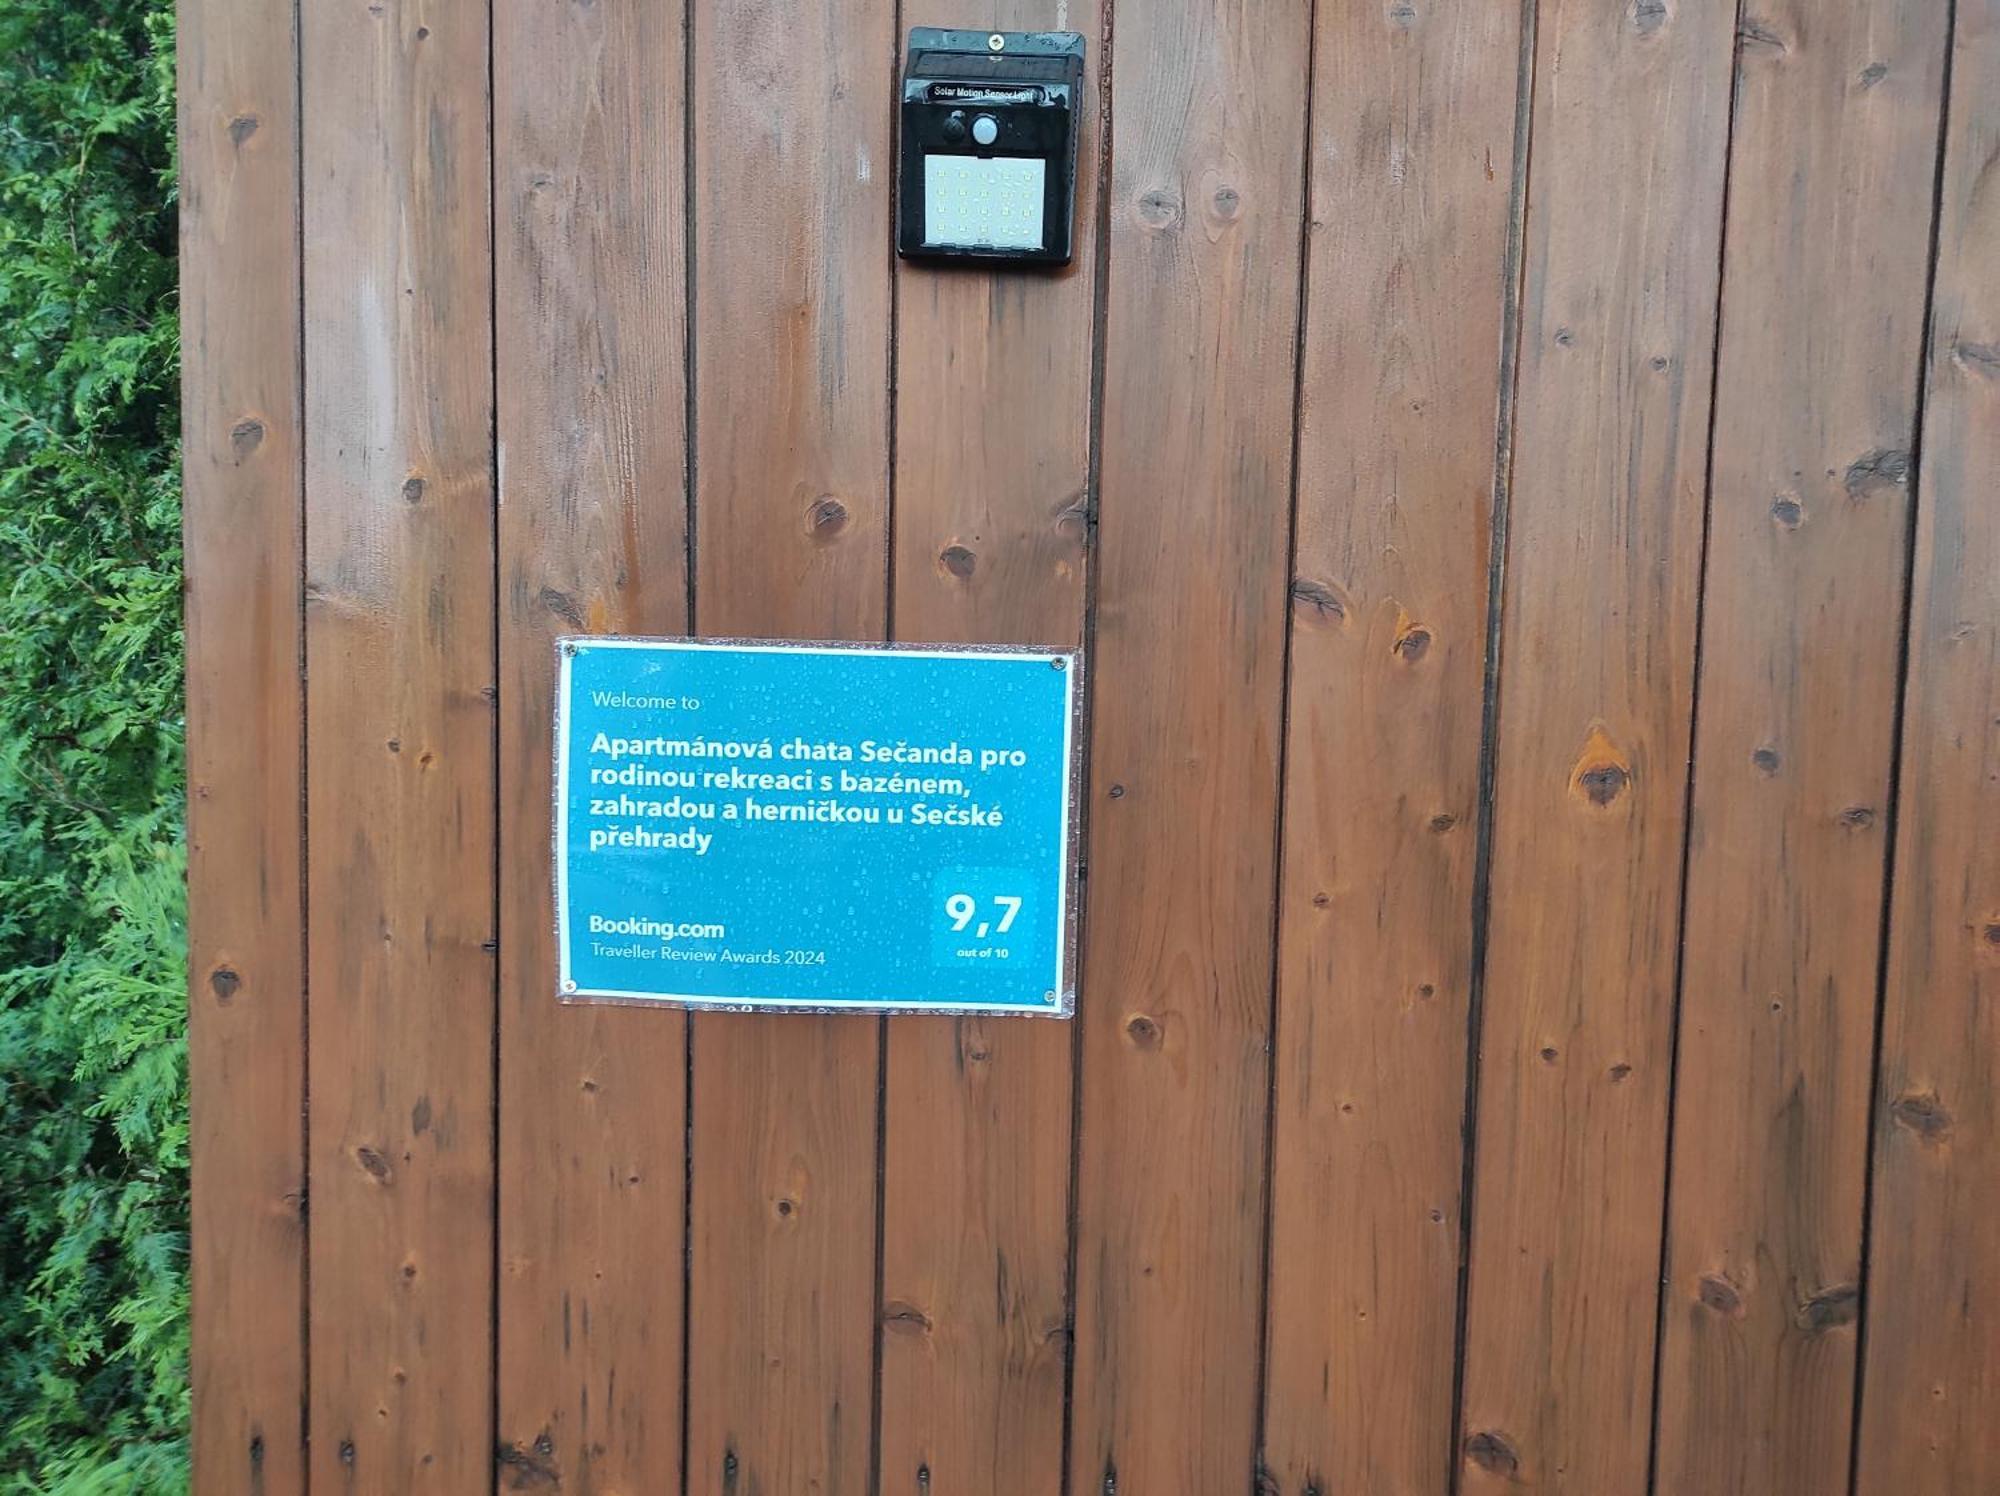 Solar Motion Sensor Light
Welcome to
Apartmánová chata Sečanda pro
rodinou rekreaci s bazénem,
zahradou a herničkou u Sečské
přehrady
9,7
out of 10
Booking.com
Traveller Review Awards 2024